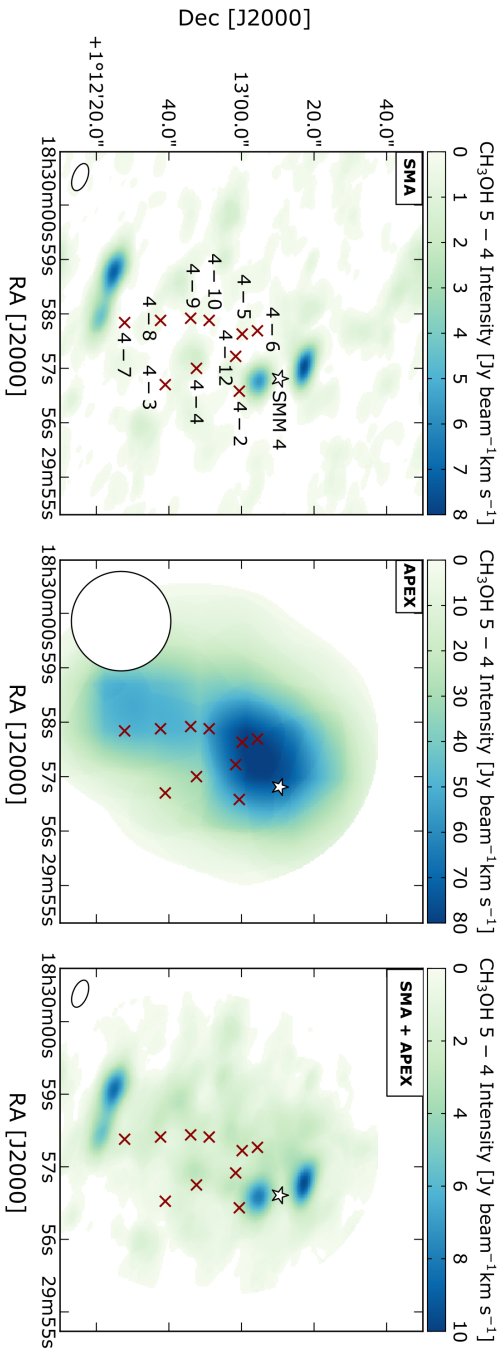 CH₃OH 5 − 4 Intensity [Jy beam⁻¹km s⁻¹]
0 1 2 3 4 5 6 7 8
SMA
Dec [J2000]
40.0"
20.0"
13'00.0"
40.0"
+1°12'20.0"
SMM 4
4 − 6
4 − 5
4 − 2
4 − 12
4 − 10
4 − 9
4 − 4
4 − 8
4 − 3
4 − 7
18h30m00s 59s 58s 57s 56s 29m55s
RA [J2000]
CH₃OH 5 − 4 Intensity [Jy beam⁻¹km s⁻¹]
0 10 20 30 40 50 60 70 80
APEX
18h30m00s 59s 58s 57s 56s 29m55s
RA [J2000]
CH₃OH 5 − 4 Intensity [Jy beam⁻¹km s⁻¹]
0 2 4 6 8 10
SMA + APEX
18h30m00s 59s 57s 56s 29m55s
RA [J2000]